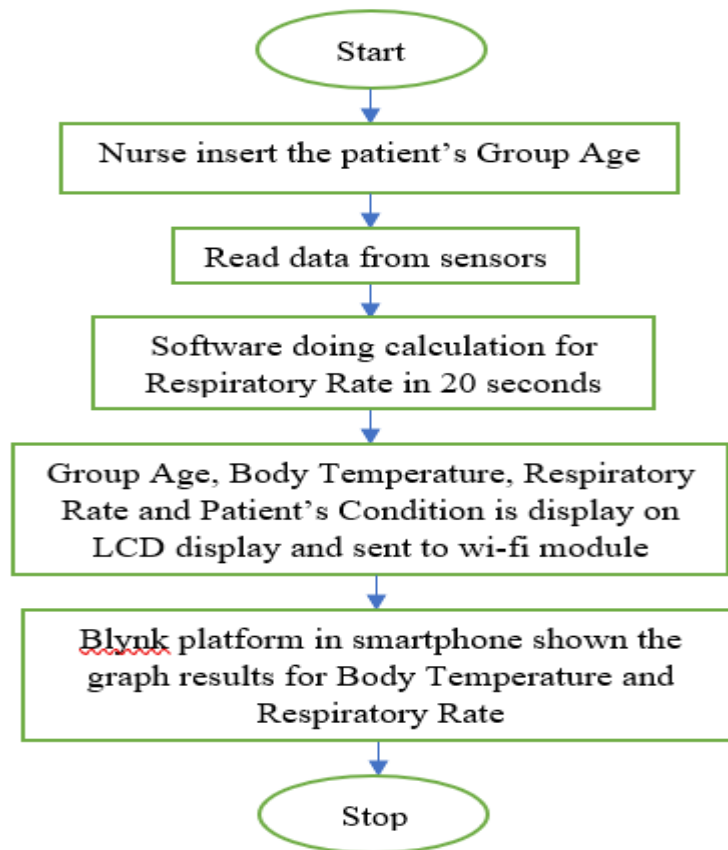 Start
Nurse insert the patient’s Group Age
Read data from sensors
Software doing calculation for
Respiratory Rate in 20 seconds
Group Age, Body Temperature, Respiratory
Rate and Patient’s Condition is display on
LCD display and sent to wi-fi module
Blynk platform in smartphone shown the
graph results for Body Temperature and
Respiratory Rate
Stop